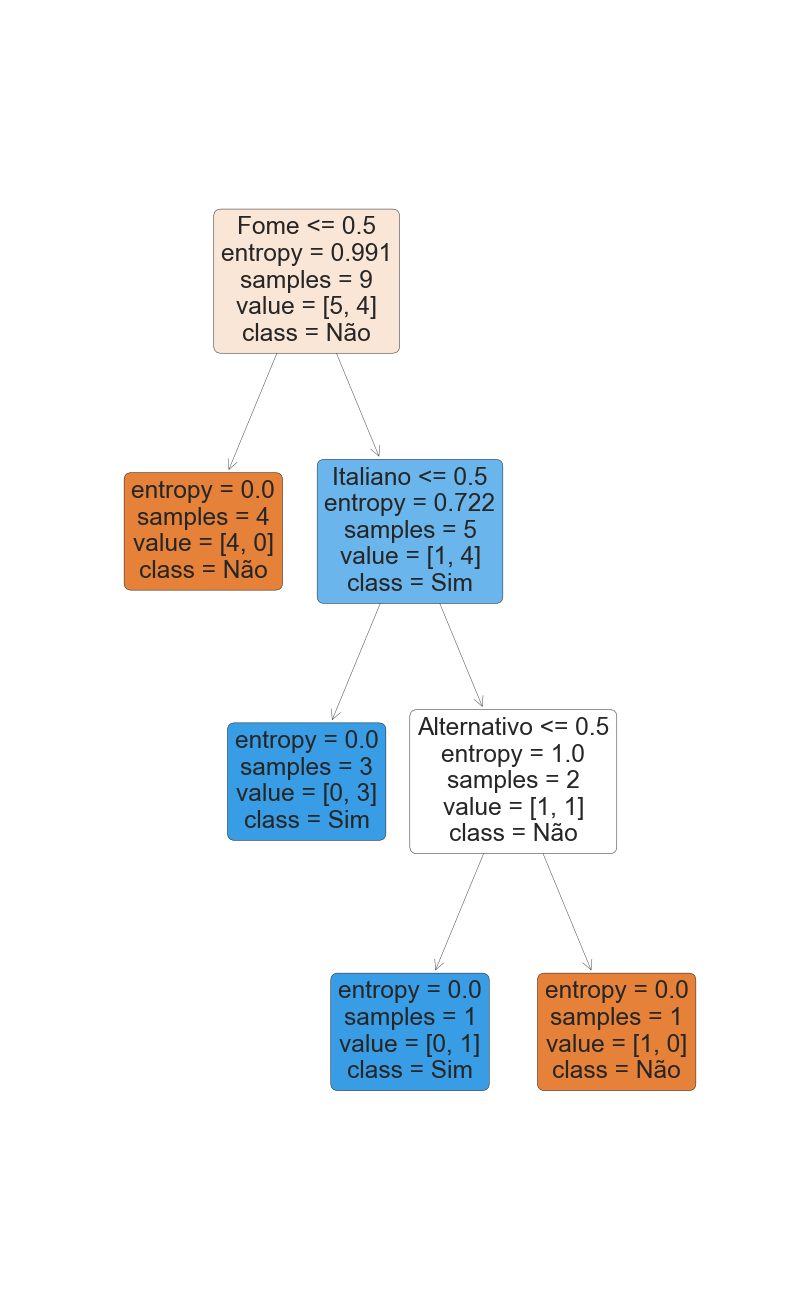 Fome <= 0.5
entropy = 0.991
samples = 9
value = [5, 4]
class = Não
entropy = 0.0
samples = 4
value = [4, 0]
class = Não
Italiano <= 0.5
entropy = 0.722
samples = 5
value = [1, 4]
class = Sim
entropy = 0.0
samples = 3
value = [0, 3]
class = Sim
Alternativo <= 0.5
entropy = 1.0
samples = 2
value = [1, 1]
class = Não
entropy = 0.0
samples = 1
value = [0, 1]
class = Sim
entropy = 0.0
samples = 1
value = [1, 0]
class = Não